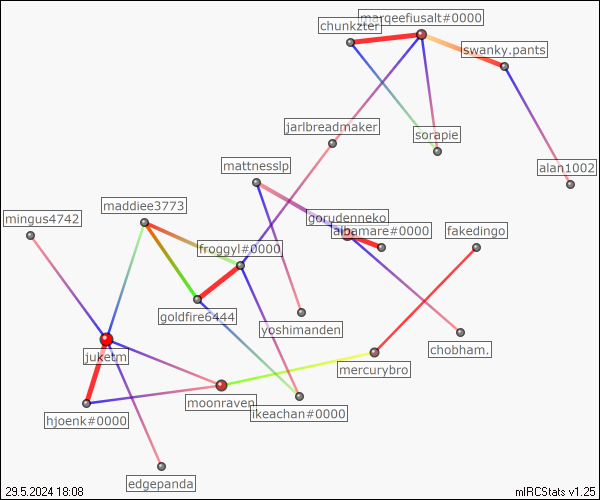 marqeefiusalt#0000
chunkzter
swanky.pants
jarlbreadmaker
sorapie
mattnesslp
alan1002
maddiee3773
mingus4742
gorudenneko
albamare#0000
fakedingo
froggyl#0000
goldfire6444
yoshimanden
chobham.
juketm
mercurybro
moonraven
ikeachan#0000
hjoenk#0000
edgepanda
29.5.2024 18:08
mIRCStats v1.25